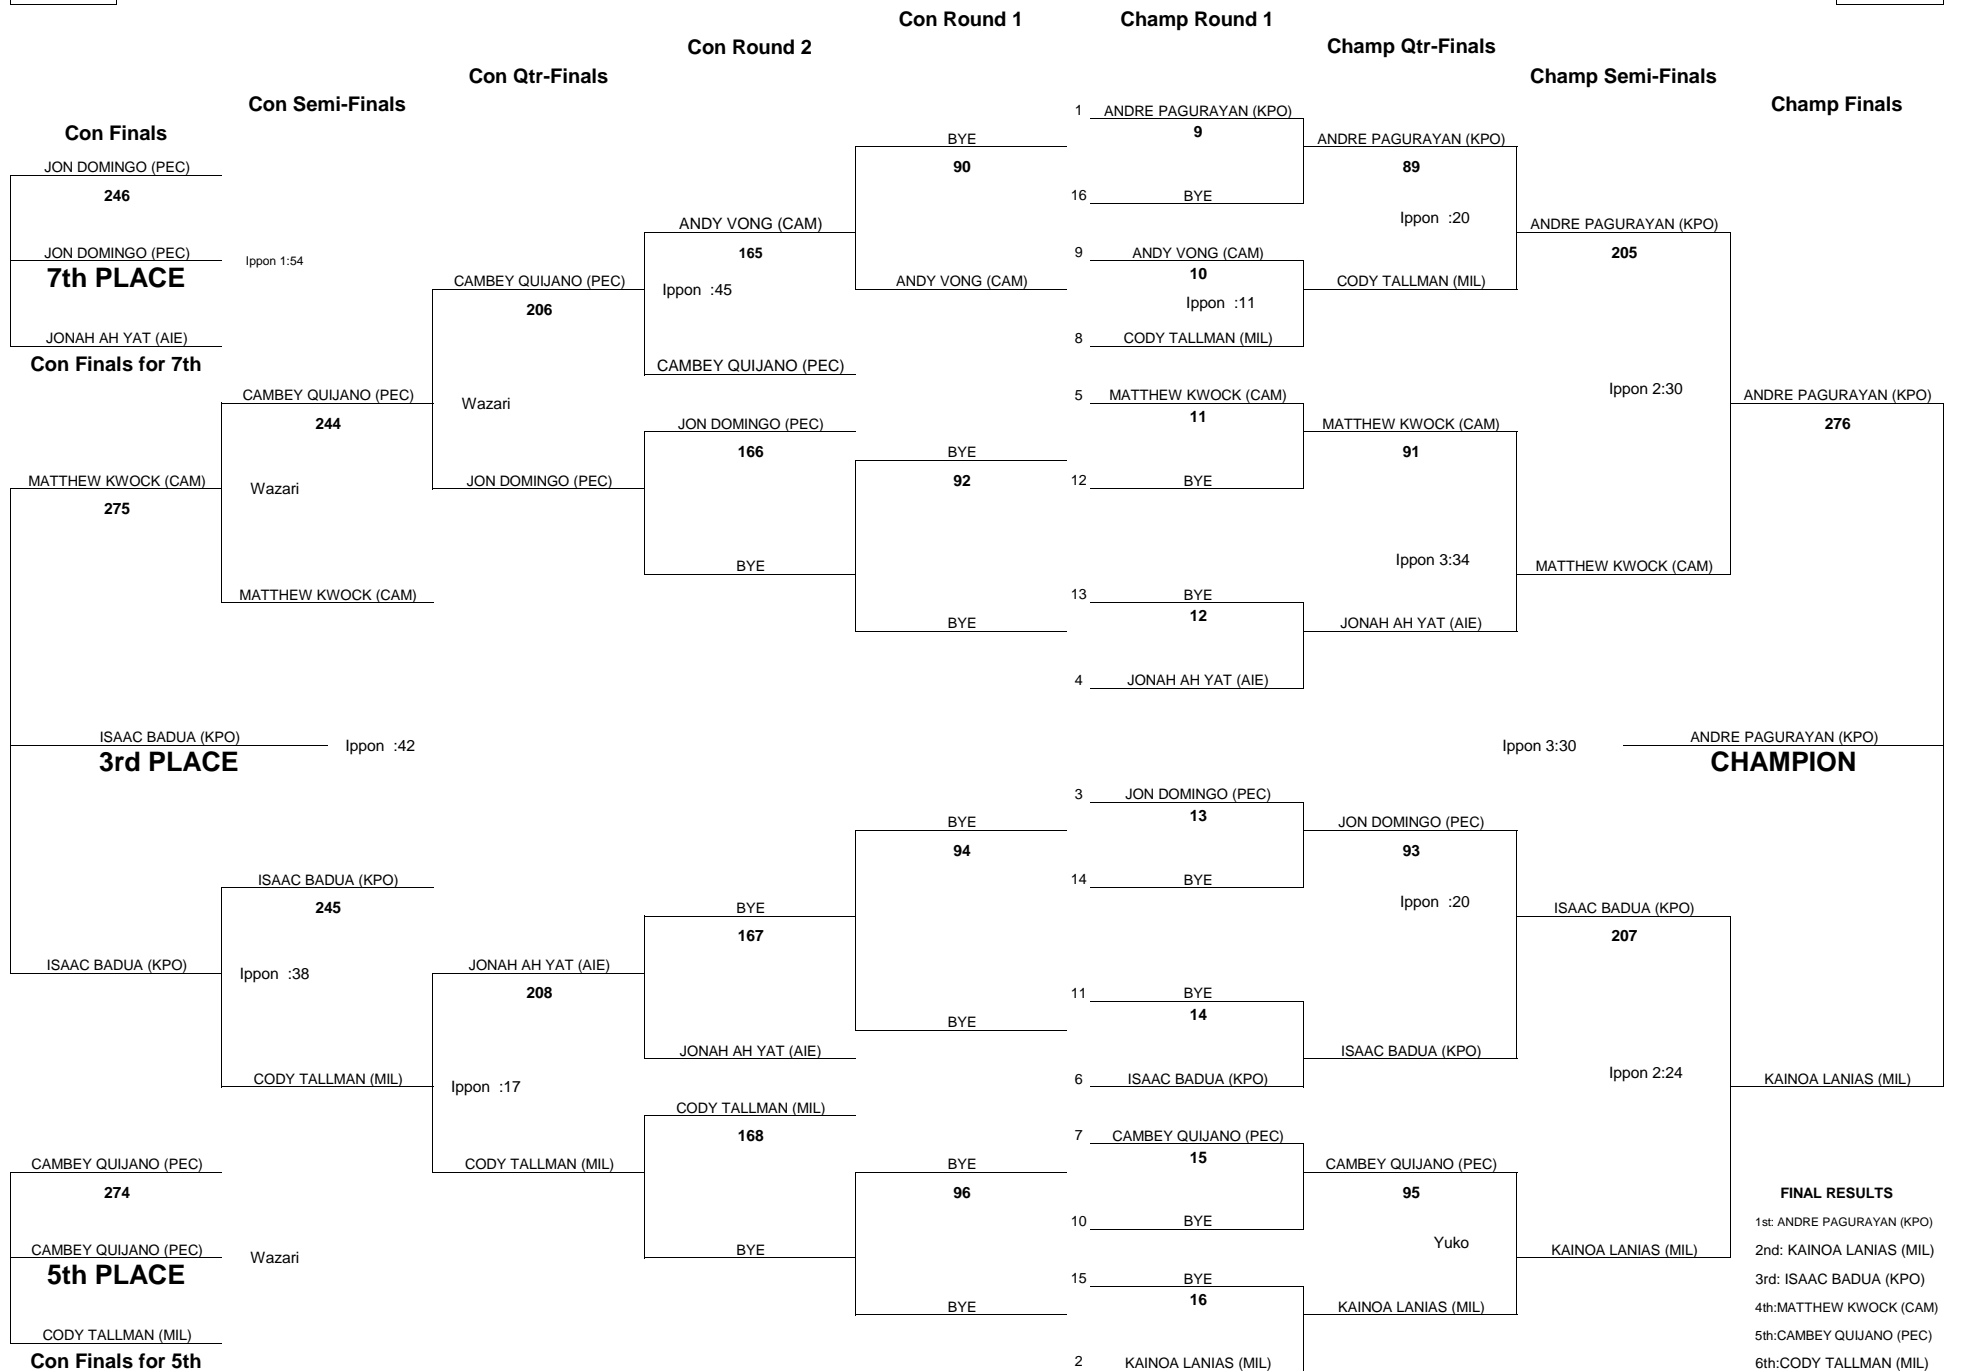 Con Round 1
Champ Round 1
Con Round 2
Champ Qtr-Finals
Con Qtr-Finals
Champ Semi-Finals
Con Semi-Finals
Champ Finals
Con Finals
JON DOMINGO (PEC)
246
JON DOMINGO (PEC)
Ippon 1:54
7th PLACE
JONAH AH YAT (AIE)
Con Finals for 7th
MATTHEW KWOCK (CAM)
275
ISAAC BADUA (KPO)
Ippon :42
3rd PLACE
ISAAC BADUA (KPO)
CAMBEY QUIJANO (PEC)
274
CAMBEY QUIJANO (PEC)
Wazari
5th PLACE
CODY TALLMAN (MIL)
Con Finals for 5th
CAMBEY QUIJANO (PEC)
244
Wazari
MATTHEW KWOCK (CAM)
ISAAC BADUA (KPO)
245
Ippon :38
CODY TALLMAN (MIL)
CAMBEY QUIJANO (PEC)
206
Wazari
JON DOMINGO (PEC)
JONAH AH YAT (AIE)
208
Ippon :17
CODY TALLMAN (MIL)
ANDY VONG (CAM)
165
Ippon :45
CAMBEY QUIJANO (PEC)
JON DOMINGO (PEC)
166
BYE
BYE
167
JONAH AH YAT (AIE)
CODY TALLMAN (MIL)
168
BYE
BYE
90
ANDY VONG (CAM)
BYE
92
BYE
BYE
94
BYE
BYE
96
BYE
1 ANDRE PAGURAYAN (KPO)
9
16 BYE
9 ANDY VONG (CAM)
10
Ippon :11
8 CODY TALLMAN (MIL)
5 MATTHEW KWOCK (CAM)
11
12 BYE
13 BYE
12
4 JONAH AH YAT (AIE)
3 JON DOMINGO (PEC)
13
14 BYE
11 BYE
14
6 ISAAC BADUA (KPO)
7 CAMBEY QUIJANO (PEC)
15
10 BYE
15 BYE
16
2 KAINOA LANIAS (MIL)
ANDRE PAGURAYAN (KPO)
89
Ippon :20
CODY TALLMAN (MIL)
MATTHEW KWOCK (CAM)
91
Ippon 3:34
JONAH AH YAT (AIE)
JON DOMINGO (PEC)
93
Ippon :20
ISAAC BADUA (KPO)
CAMBEY QUIJANO (PEC)
95
Yuko
KAINOA LANIAS (MIL)
ANDRE PAGURAYAN (KPO)
205
Ippon 2:30
MATTHEW KWOCK (CAM)
ISAAC BADUA (KPO)
207
Ippon 2:24
KAINOA LANIAS (MIL)
ANDRE PAGURAYAN (KPO)
276
Ippon 3:30
ANDRE PAGURAYAN (KPO)
CHAMPION
KAINOA LANIAS (MIL)
FINAL RESULTS
1st: ANDRE PAGURAYAN (KPO)
2nd: KAINOA LANIAS (MIL)
3rd: ISAAC BADUA (KPO)
4th:MATTHEW KWOCK (CAM)
5th:CAMBEY QUIJANO (PEC)
6th:CODY TALLMAN (MIL)